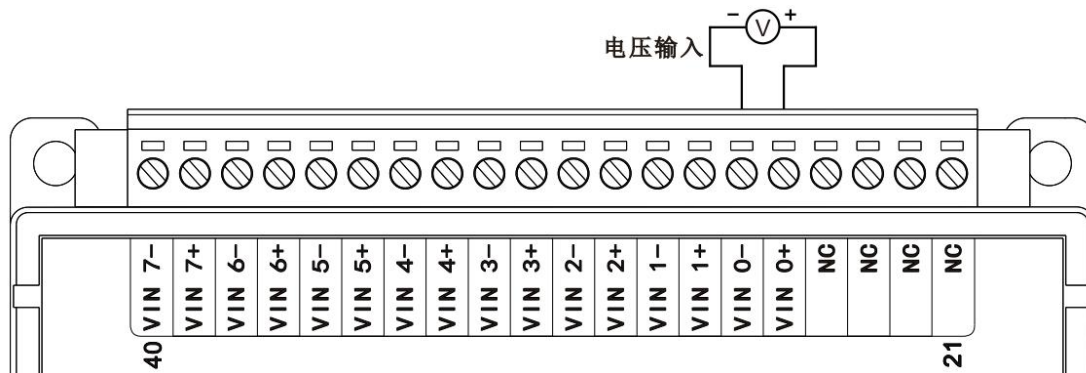 - V +
电压输入
VIN 7-
VIN 7+
VIN 6-
VIN 6+
VIN 5-
VIN 5+
VIN 4-
VIN 4+
VIN 3-
VIN 3+
VIN 2-
VIN 2+
VIN 1-
VIN 1+
VIN 0-
VIN 0+
NC
NC
NC
NC
40
21